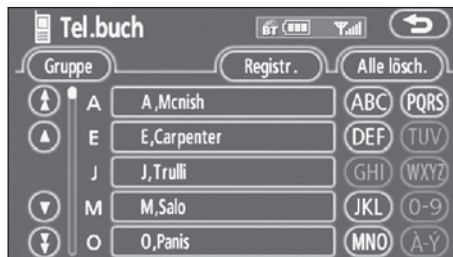 Tel.buch BT
Gruppe Registr. Alle lösch.
A A,Mcnish ABC PQRS
E E,Carpenter DEF TUV
J J,Trulli GHI WXYZ
M M,Salo JKL 0-9
O O,Panis MNO À-Ý